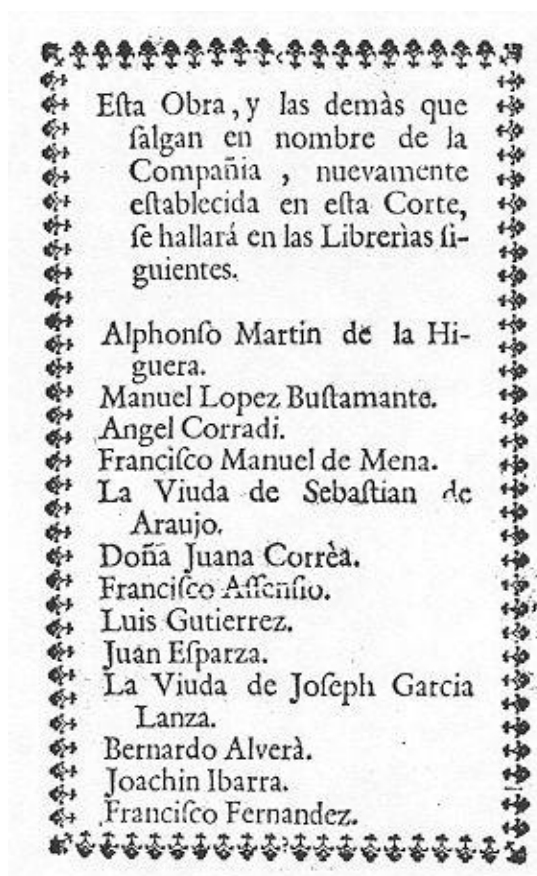 Eſta Obra, y las demàs que
ſalgan en nombre de la
Compañia , nuevamente
eſtablecida en eſta Corte,
ſe hallará en las Librerìas ſi-
guientes.
Alphonſo Martin de la Hi-
guera.
Manuel Lopez Buſtamante.
Angel Corradi.
Franciſco Manuel de Mena.
La Viuda de Sebaſtian de
Araujo.
Doña Juana Corrèa.
Franciſco Aſſenſio.
Luis Gutierrez.
Juan Eſparza.
La Viuda de Joſeph Garcia
Lanza.
Bernardo Alverà.
Joachin Ibarra.
Franciſco Fernandez.